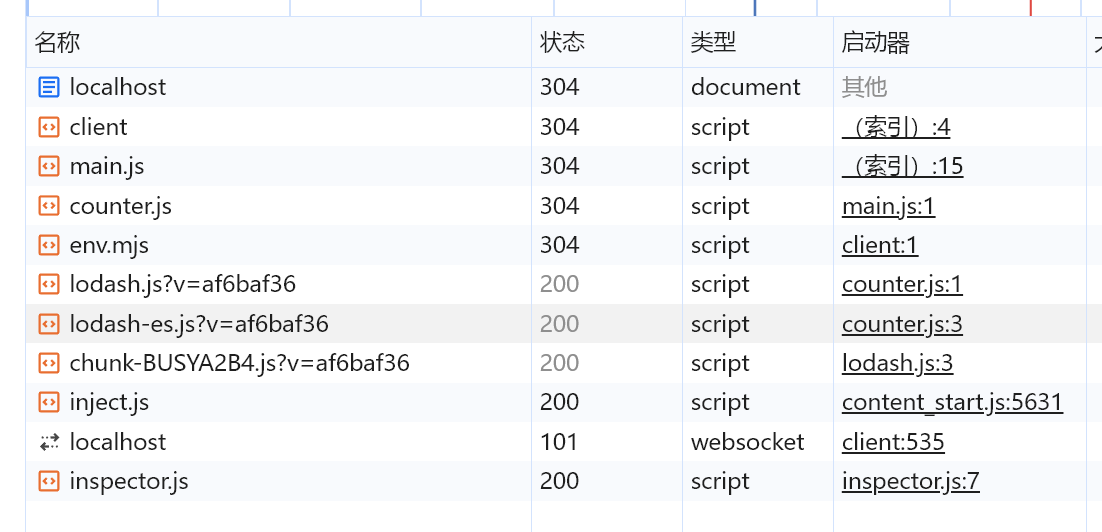 名称 状态 类型 启动器
localhost 304 document 其他
client 304 script （索引）:4
main.js 304 script （索引）:15
counter.js 304 script main.js:1
env.mjs 304 script client:1
lodash.js?v=af6baf36 200 script counter.js:1
lodash-es.js?v=af6baf36 200 script counter.js:3
chunk-BUSYA2B4.js?v=af6baf36 200 script lodash.js:3
inject.js 200 script content_start.js:5631
localhost 101 websocket client:535
inspector.js 200 script inspector.js:7